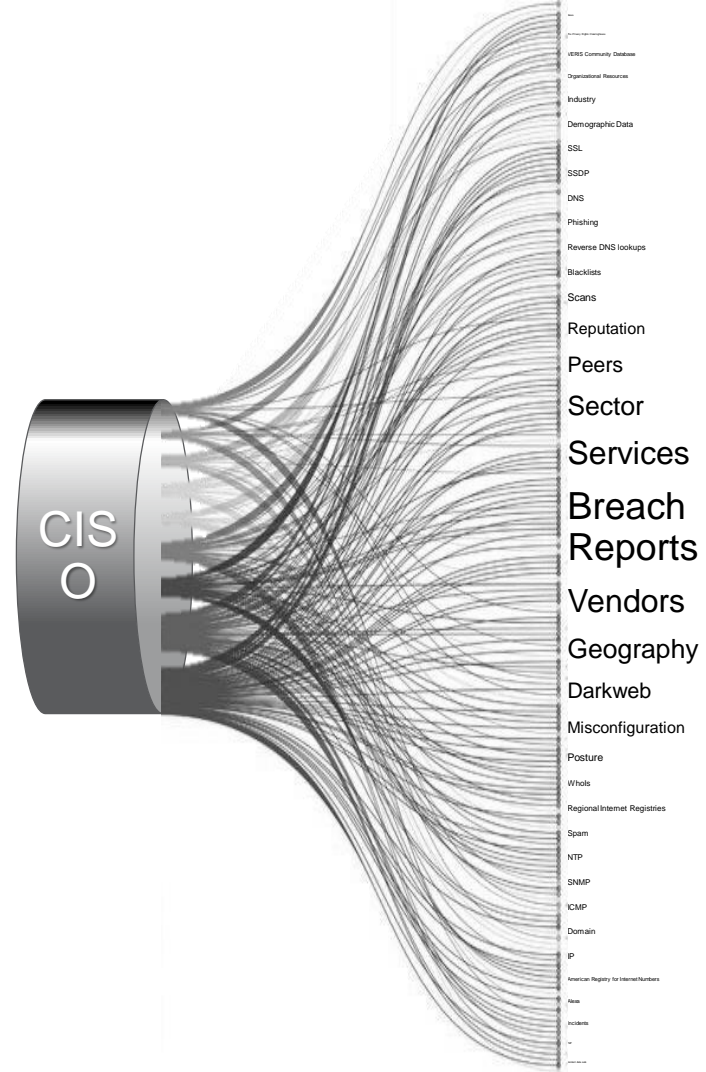 CIS
O
VERIS Community Database
Organizational Resources
Industry
Demographic Data
SSL
SSDP
DNS
Phishing
Reverse DNS lookups
Blacklists
Scans
Reputation
Peers
Sector
Services
Breach
Reports
Vendors
Geography
Darkweb
Misconfiguration
Posture
WhoIs
Regional Internet Registries
Spam
NTP
SNMP
ICMP
Domain
IP
American Registry for Internet Numbers
Incidents